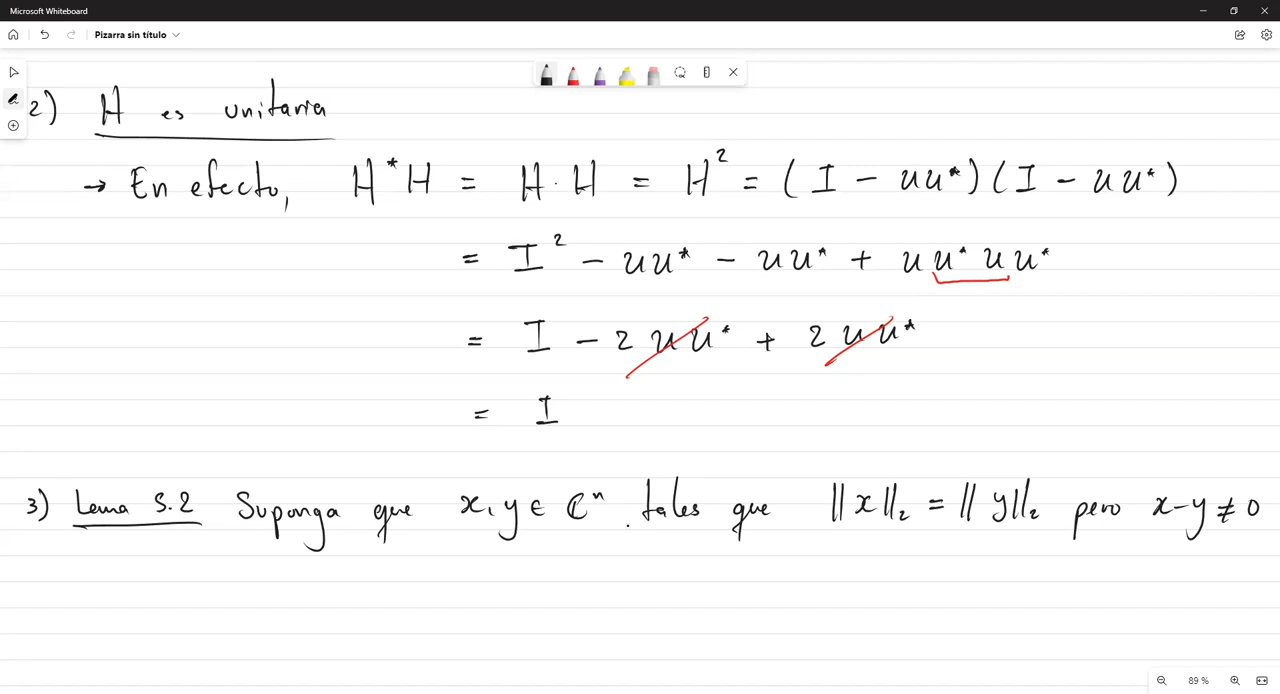 Microsoft Whiteboard
Pizarra sin título
2) H es unitaria
→ En efecto, H*H = H·H = H² = (I - uu*)(I - uu*)
= I² - uu* - uu* + uu*uu*
= I - 2uu* + 2uu*
= I
3) Lema 5.2 Suponga que x, y ∈ ℂⁿ. tales que ||x||₂ = ||y||₂ pero x-y ≠ 0
89 %